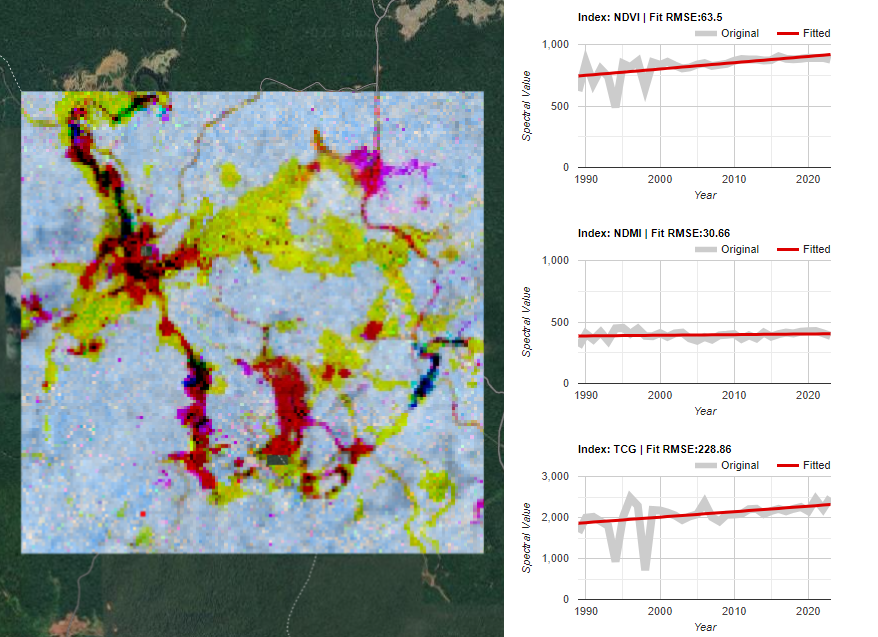 Index: NDVI | Fit RMSE:63.5
Original Fitted
1,000
500
0
Spectral Value
1990 2000 2010 2020
Year
Index: NDMI | Fit RMSE:30.66
Original Fitted
1,000
500
0
Spectral Value
1990 2000 2010 2020
Year
Index: TCG | Fit RMSE:228.86
Original Fitted
3,000
2,000
1,000
0
Spectral Value
1990 2000 2010 2020
Year